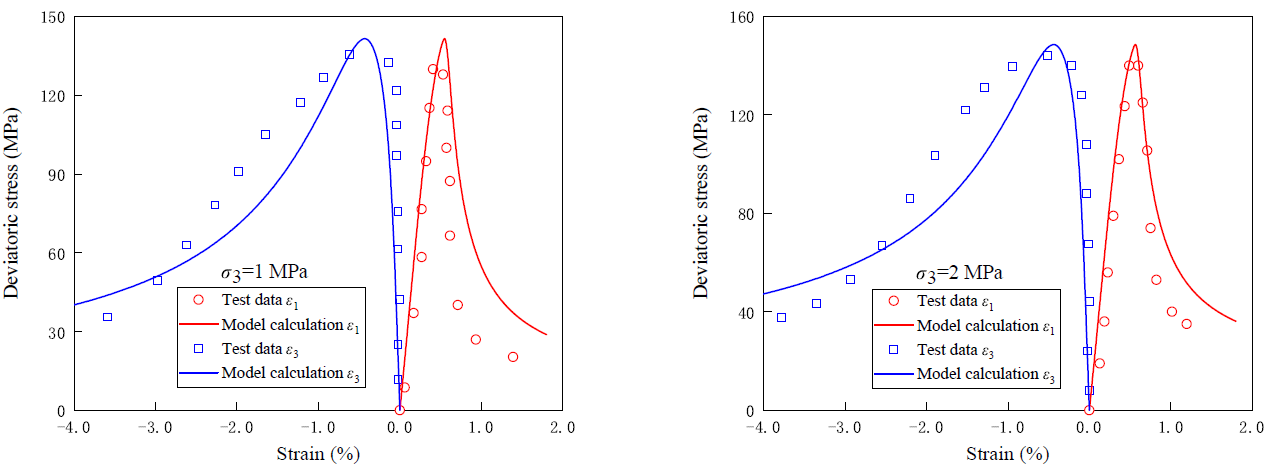 150
120
90
60
30
0
Deviatoric stress (MPa)
σ3=1 MPa
Test data ε1
Model calculation ε1
Test data ε3
Model calculation ε3
-4.0 -3.0 -2.0 -1.0 0.0 1.0 2.0
Strain (%)
160
120
80
40
0
Deviatoric stress (MPa)
σ3=2 MPa
Test data ε1
Model calculation ε1
Test data ε3
Model calculation ε3
-4.0 -3.0 -2.0 -1.0 0.0 1.0 2.0
Strain (%)